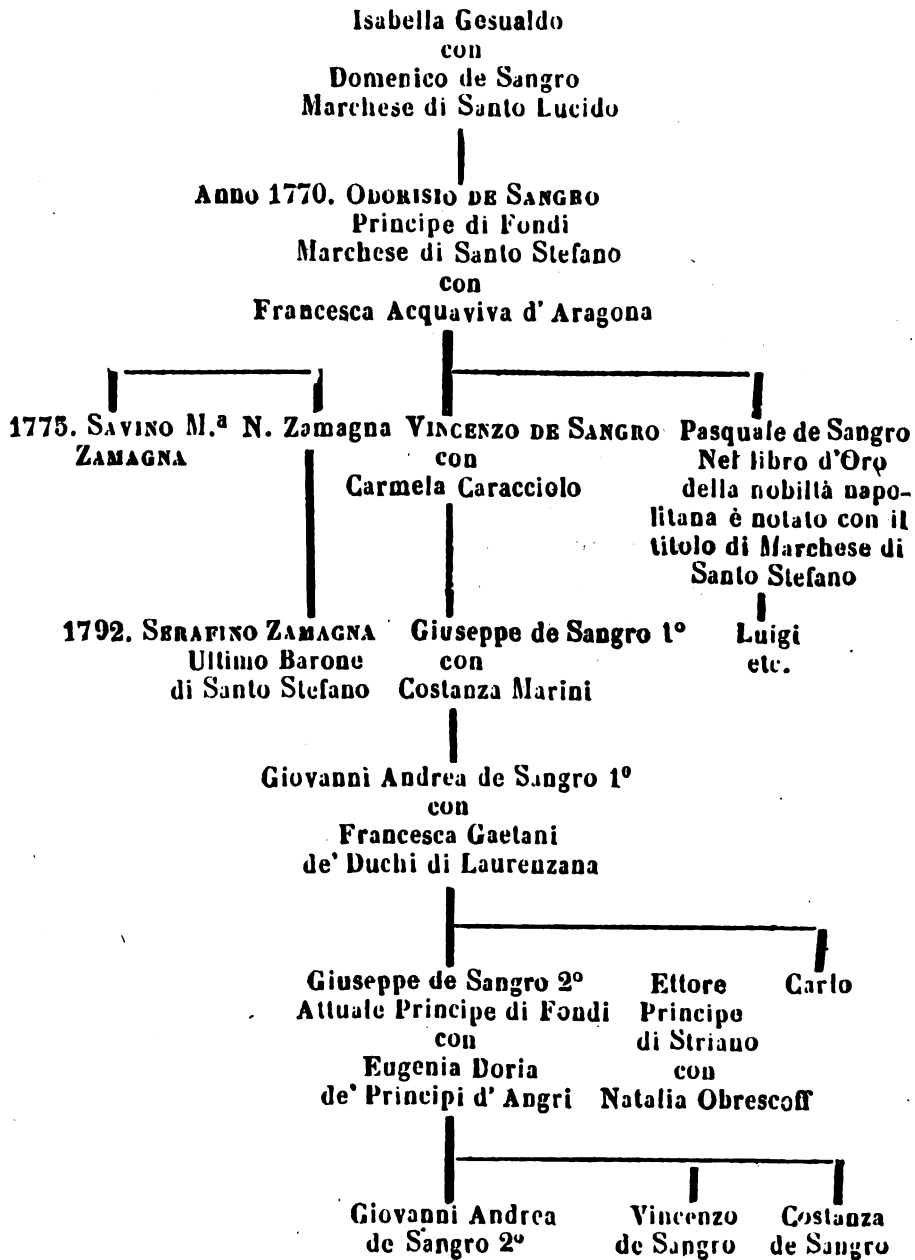 Isabella Gesualdo
con
Domenico de Sangro
Marchese di Santo Lucido
Anno 1770. ODORISIO DE SANGRO
Principe di Fondi
Marchese di Santo Stefano
con
Francesca Acquaviva d' Aragona
1775. SAVINO M.ª N. Zamagna VINCENZO DE SANGRO Pasquale de Sangro
ZAMAGNA con Nel libro d'Oro
Carmela Caracciolo della nobiltà napo-
litana è notato con il
titolo di Marchese di
Santo Stefano
1792. SERAFINO ZAMAGNA Giuseppe de Sangro 1º Luigi
Ultimo Barone con etc.
di Santo Stefano Costanza Marini
Giovanni Andrea de Sangro 1º
con
Francesca Gaetani
de' Duchi di Laurenzana
Giuseppe de Sangro 2º Ettore Carlo
Attuale Principe di Fondi Principe
con di Striano
Eugenia Doria con
de' Principi d' Angri Natalia Obrescoff
Giovanni Andrea Vincenzo Costanza
de Sangro 2º de Sangro de Sangro